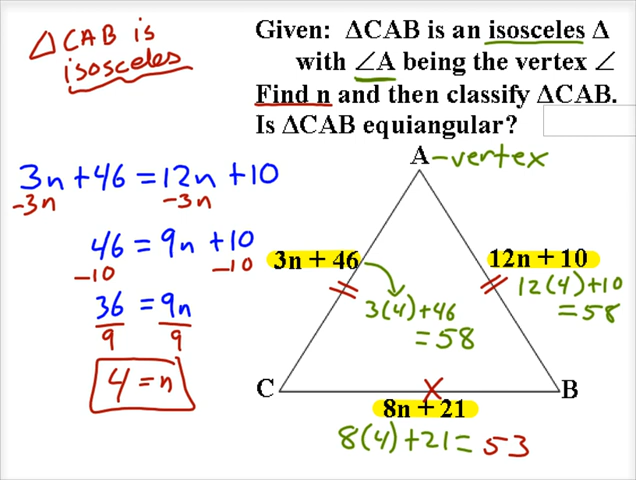 △ CAB is
isosceles
Given: ΔCAB is an isosceles Δ
with ∠A being the vertex ∠
Find n and then classify ΔCAB.
Is ΔCAB equiangular?
3n + 46 = 12n + 10
-3n -3n
46 = 9n + 10
-10 -10
36 = 9n
9 9
4 = n
A - vertex
3n + 46
3(4) + 46
= 58
12n + 10
12(4) + 10
= 58
C
B
8n + 21
8(4) + 21 = 53